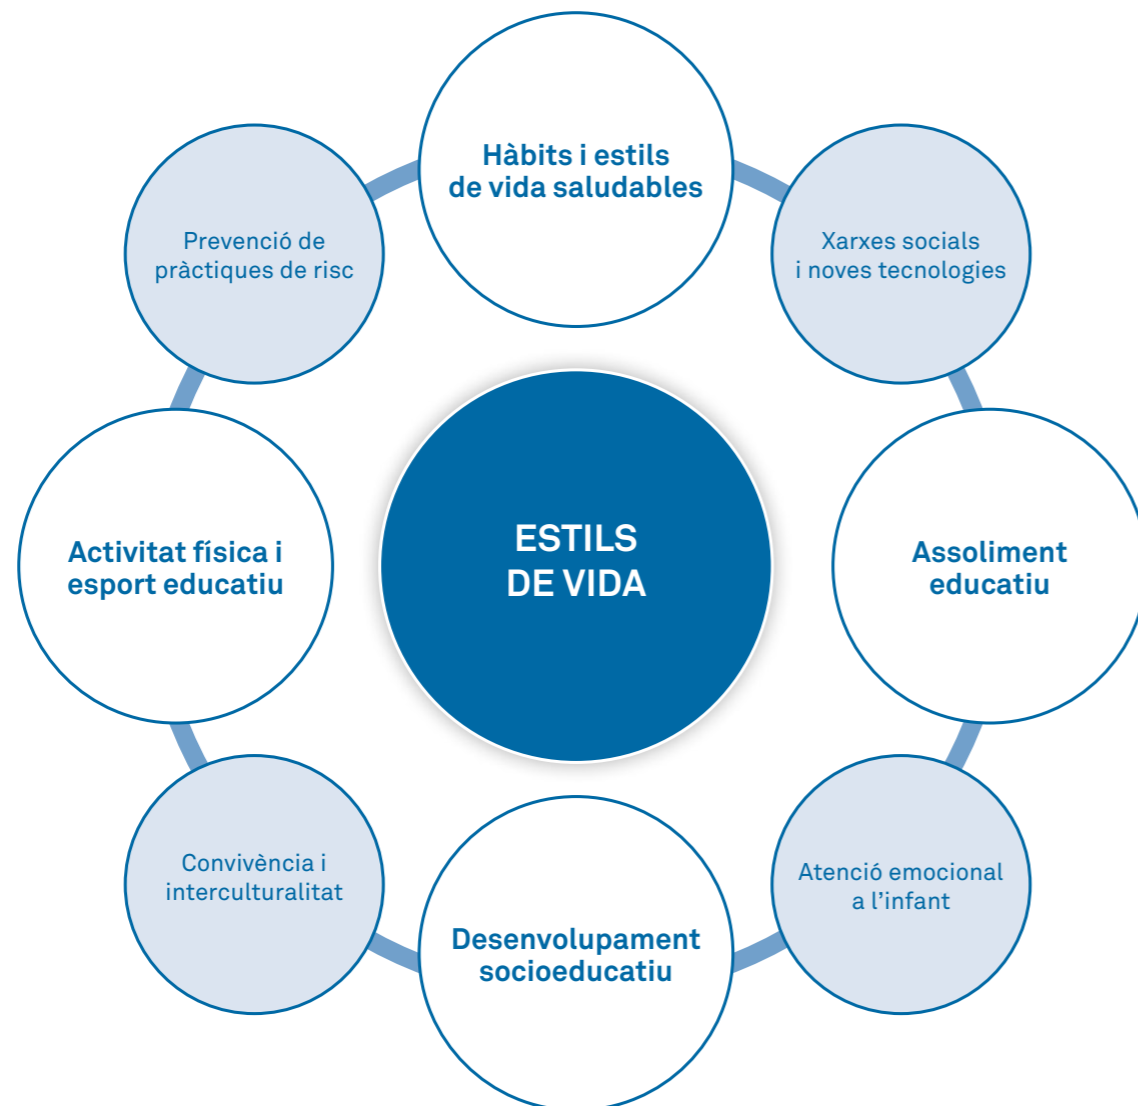 Hàbits i estils
de vida saludables
Prevenció de
pràctiques de risc
Xarxes socials
i noves tecnologies
ESTILS
DE VIDA
Activitat física i
esport educatiu
Assoliment
educatiu
Convivència i
interculturalitat
Atenció emocional
a l'infant
Desenvolupament
socioeducatiu